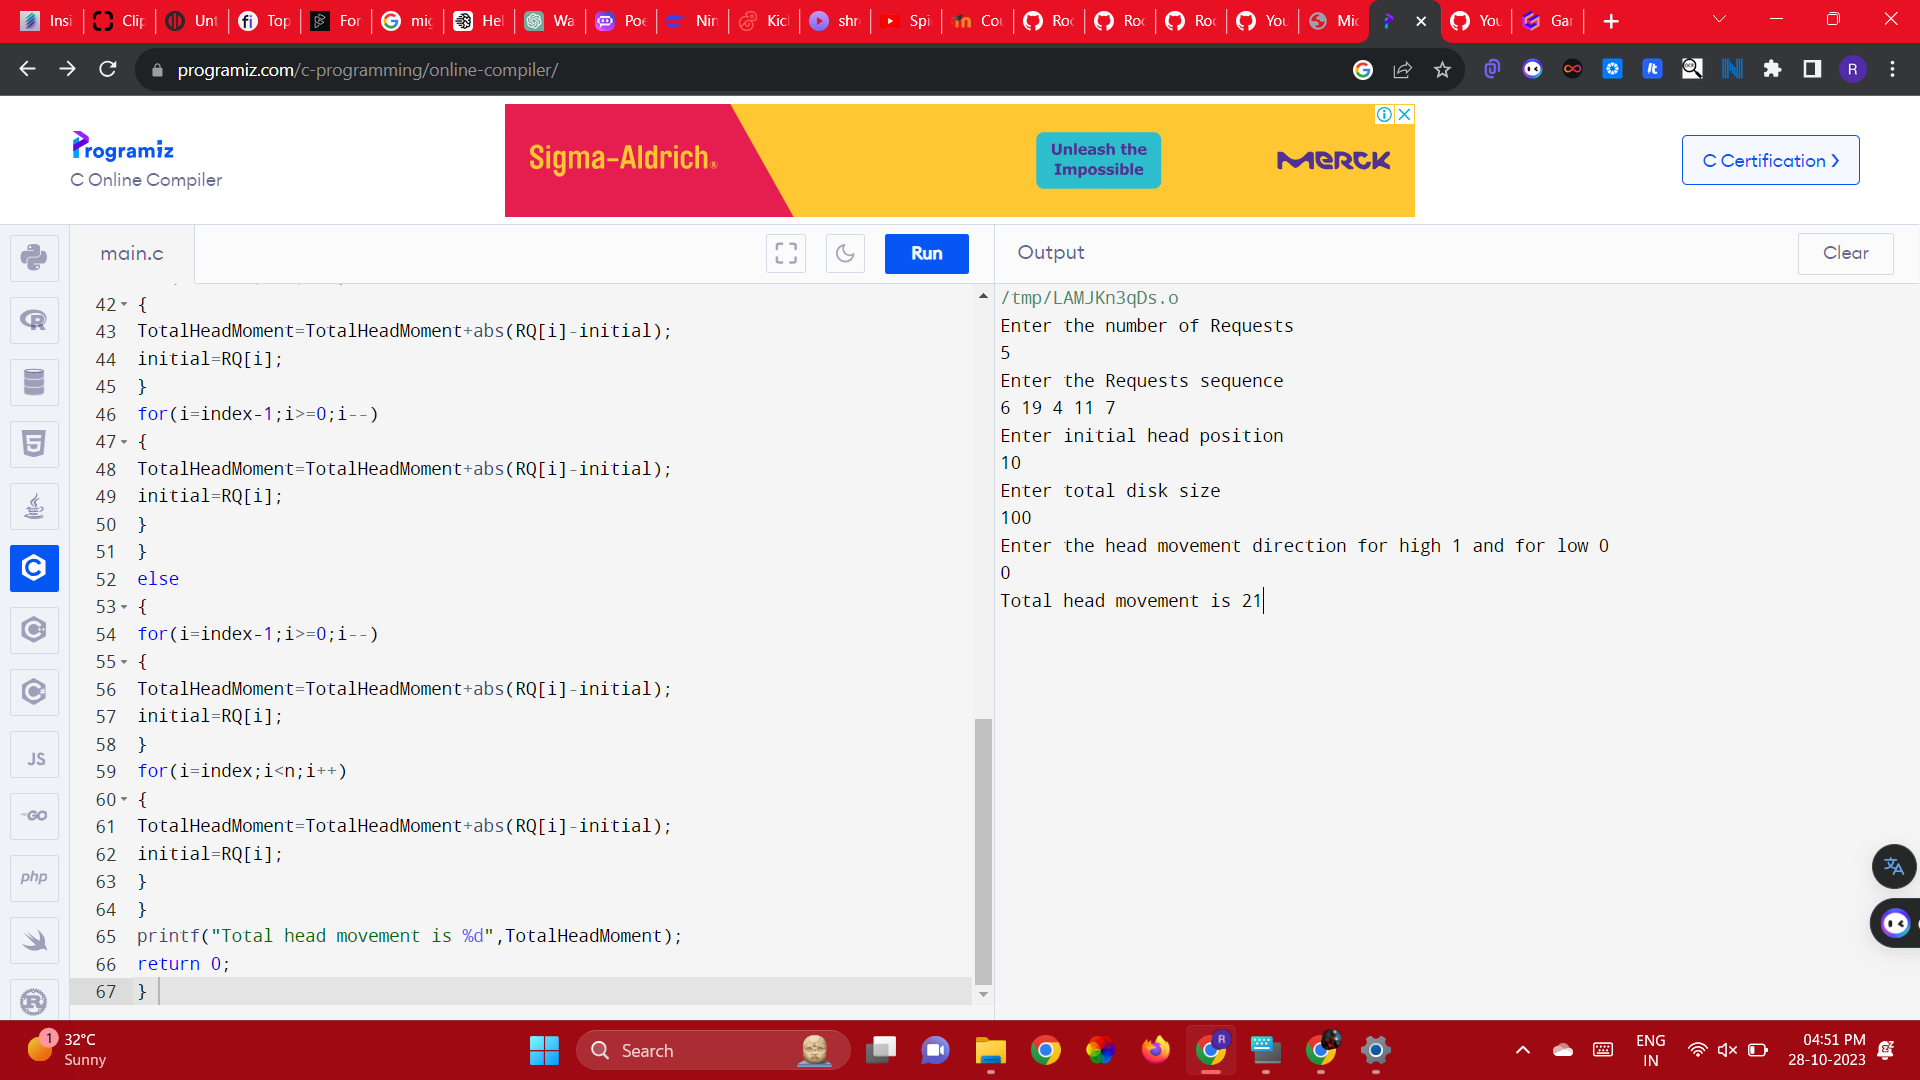 Insi Clip Unt Top For mig Hel Wa Poe Nin Kicl shre Spi Cou Roc Roc Roc You Mic You Gar
programiz.com/c-programming/online-compiler/
R
Programiz
C Online Compiler
Sigma-Aldrich®
Unleash the
Impossible
MERCK
C Certification
main.c
Run
Output
Clear
42 {
43 TotalHeadMoment=TotalHeadMoment+abs(RQ[i]-initial);
44 initial=RQ[i];
45 }
46 for(i=index-1;i>=0;i--)
47 {
48 TotalHeadMoment=TotalHeadMoment+abs(RQ[i]-initial);
49 initial=RQ[i];
50 }
51 }
52 else
53 {
54 for(i=index-1;i>=0;i--)
55 {
56 TotalHeadMoment=TotalHeadMoment+abs(RQ[i]-initial);
57 initial=RQ[i];
58 }
59 for(i=index;i<n;i++)
60 {
61 TotalHeadMoment=TotalHeadMoment+abs(RQ[i]-initial);
62 initial=RQ[i];
63 }
64 }
65 printf("Total head movement is %d",TotalHeadMoment);
66 return 0;
67 }
/tmp/LAMJKn3qDs.o
Enter the number of Requests
5
Enter the Requests sequence
6 19 4 11 7
Enter initial head position
10
Enter total disk size
100
Enter the head movement direction for high 1 and for low 0
0
Total head movement is 21
R
5
JS
GO
php
1
32°C
Sunny
Search
R
ENG
IN
04:51 PM
28-10-2023